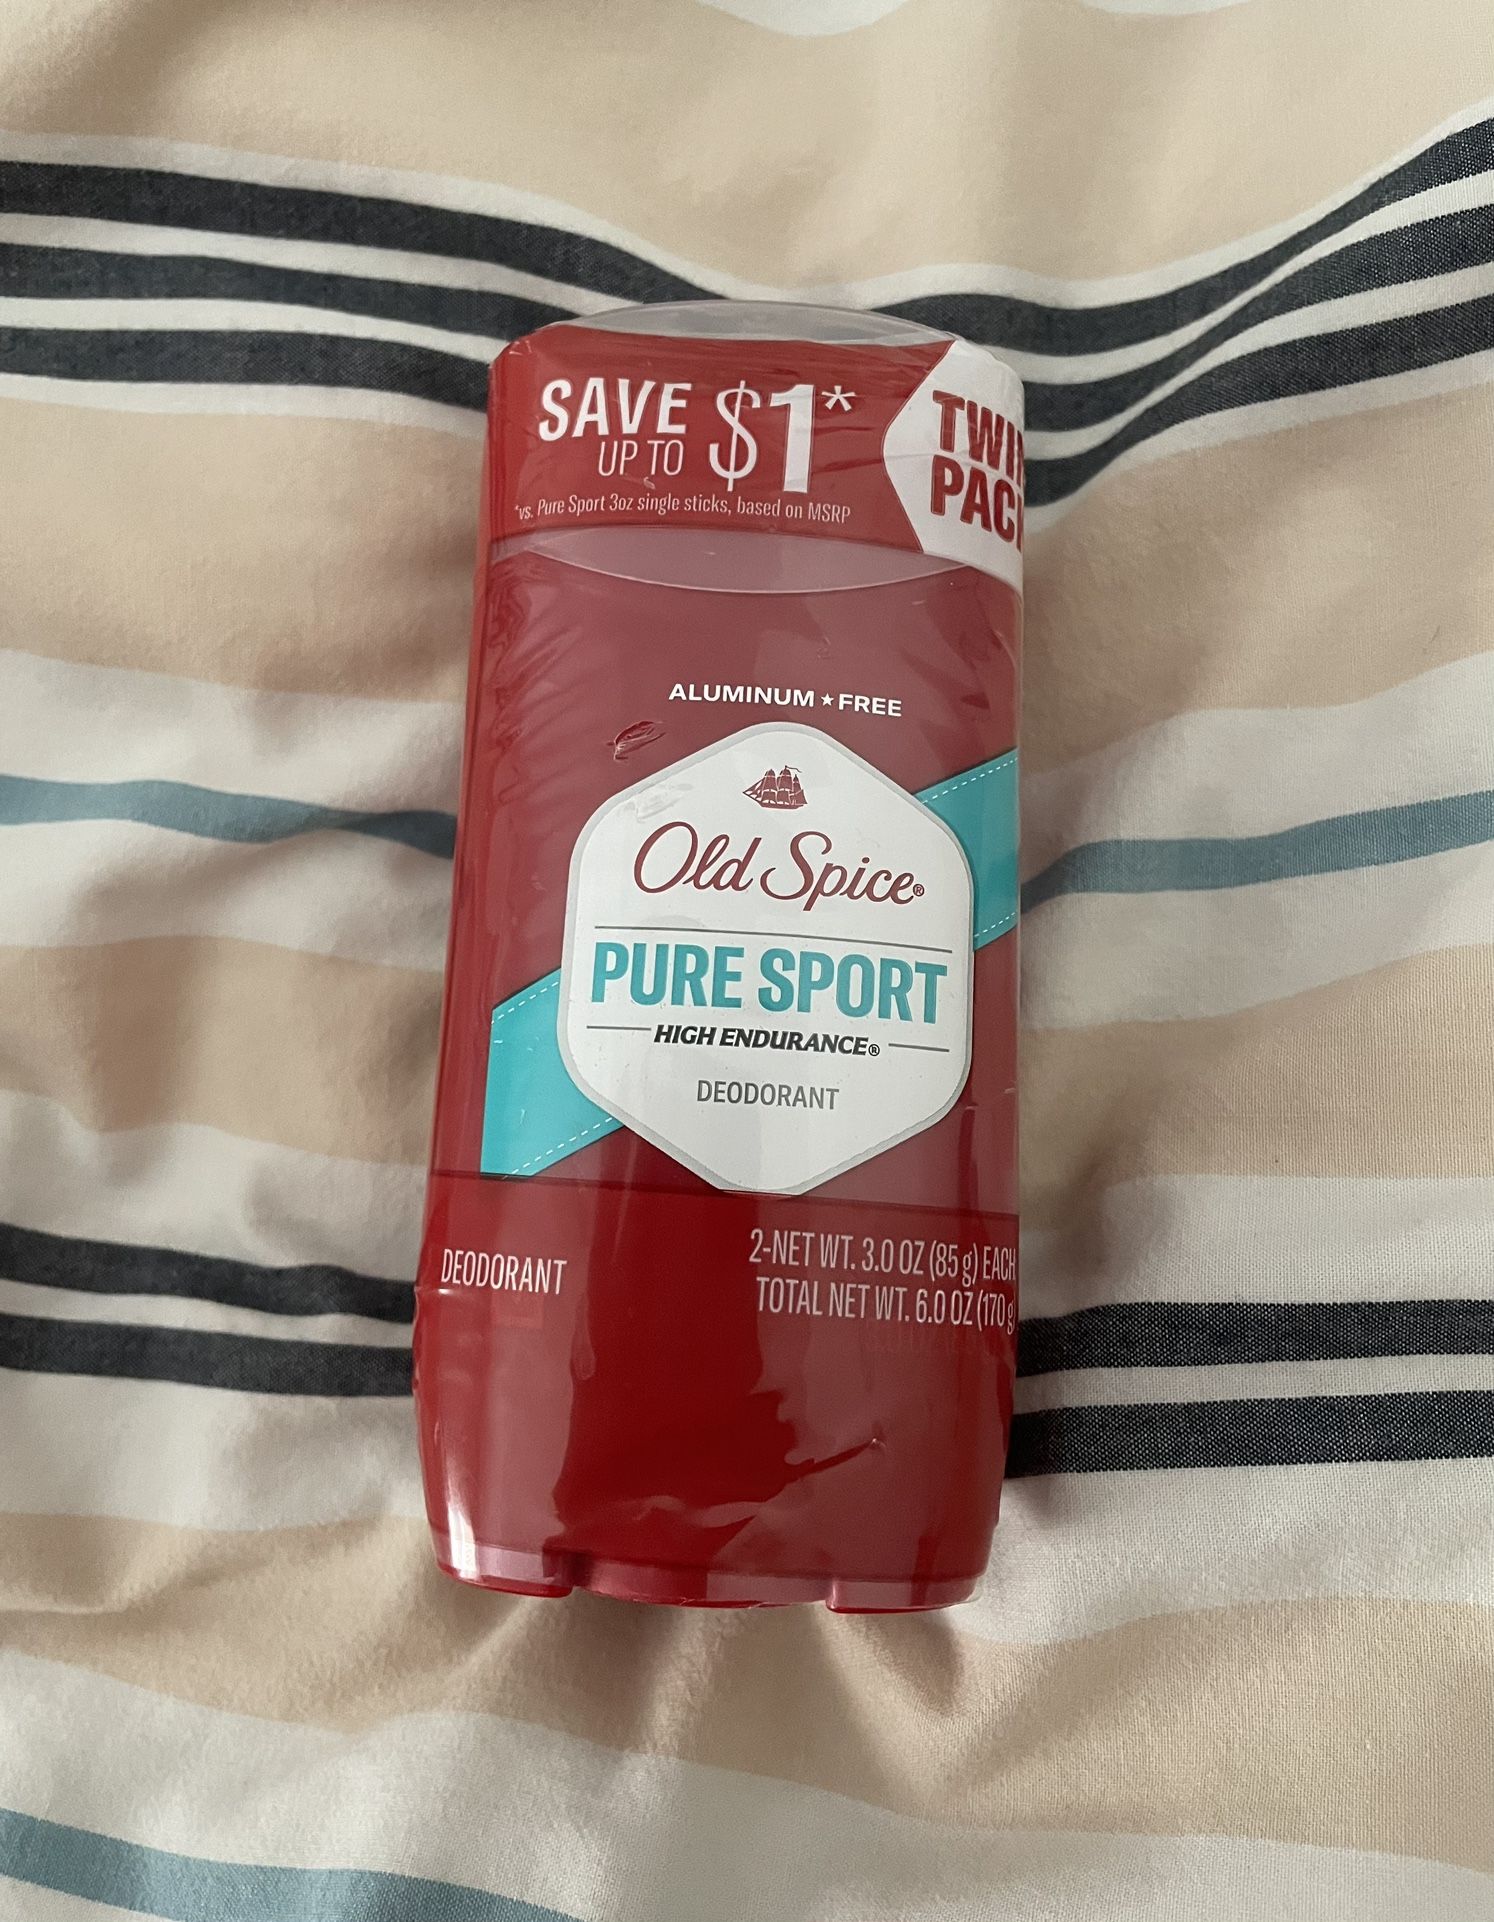 SAVE
UP TO
$1*
*vs. Pure Sport 3oz single sticks, based on MSRP
TWIN
PACK
ALUMINUM★FREE
Old Spice®
PURE SPORT
HIGH ENDURANCE®
DEODORANT
DEODORANT
2-NET WT. 3.0 OZ (85 g) EACH
TOTAL NET WT. 6.0 OZ (170 g)